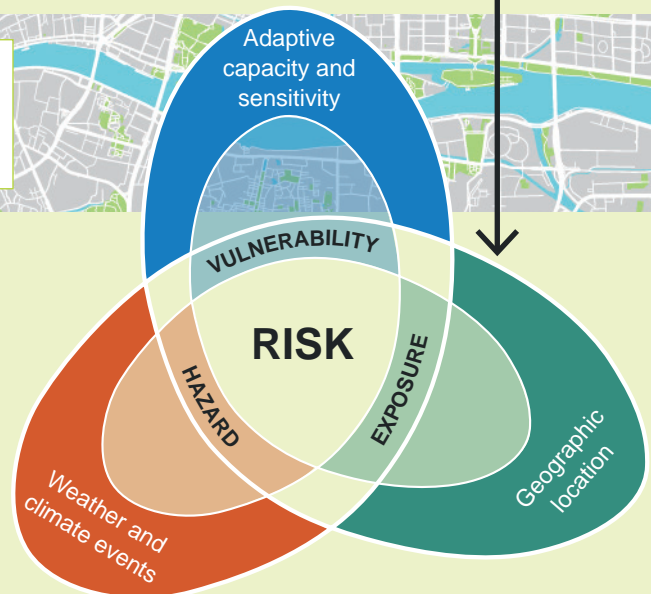 Adaptive
capacity and
sensitivity
VULNERABILITY
RISK
HAZARD
EXPOSURE
Weather and
climate events
Geographic
location